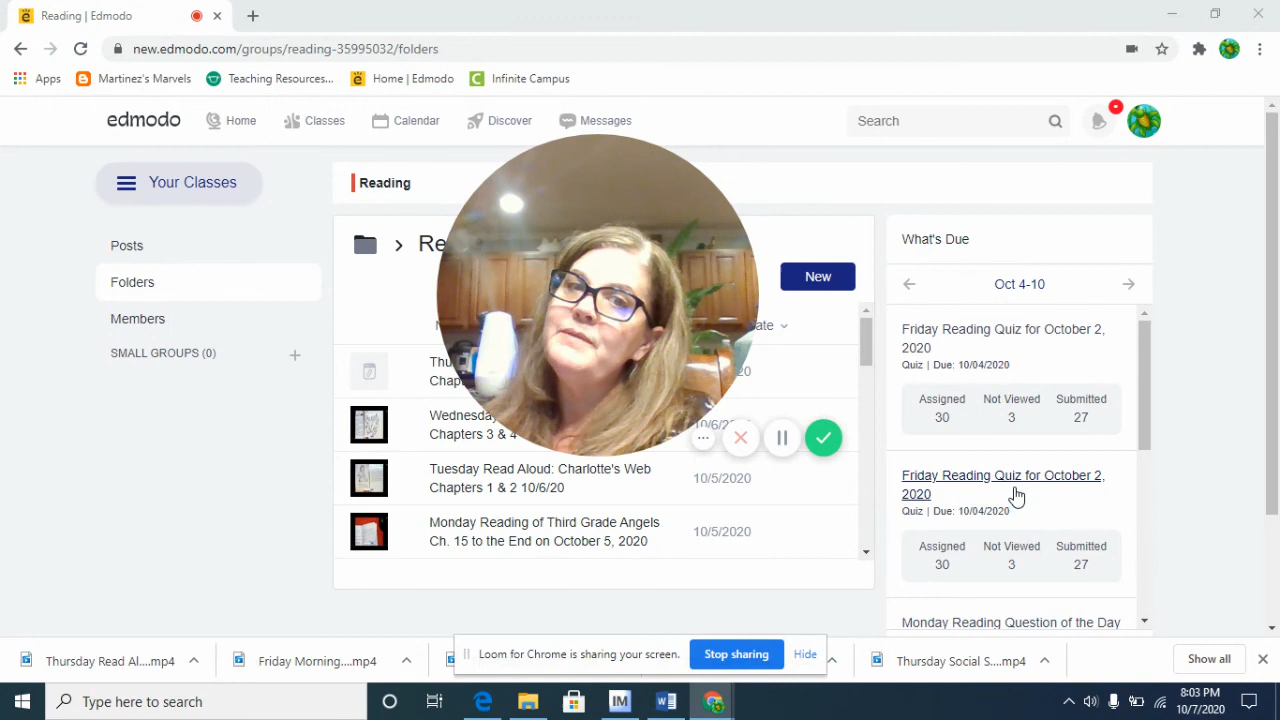 Reading | Edmodo
new.edmodo.com/groups/reading-35995032/folders
Apps Martinez's Marvels Teaching Resources... Home | Edmodo Infinite Campus
edmodo Home Classes Calendar Discover Messages Search
Your Classes
Reading
Posts
Folders
Members
SMALL GROUPS (0)
New
Wednesday
Chapters 3 & 4
Tuesday Read Aloud: Charlotte's Web
Chapters 1 & 2 10/6/20
10/5/2020
Monday Reading of Third Grade Angels
Ch. 15 to the End on October 5, 2020
10/5/2020
What's Due
Oct 4-10
Friday Reading Quiz for October 2,
2020
Quiz | Due: 10/04/2020
Assigned Not Viewed Submitted
30 3 27
Friday Reading Quiz for October 2,
2020
Quiz | Due: 10/04/2020
Assigned Not Viewed Submitted
30 3 27
Monday Reading Question of the Day
Loom for Chrome is sharing your screen. Stop sharing Hide
Thursday Read Al....mp4 Friday Morning....mp4 Thursday Social S....mp4 Show all
Type here to search
IM
8:03 PM
10/7/2020